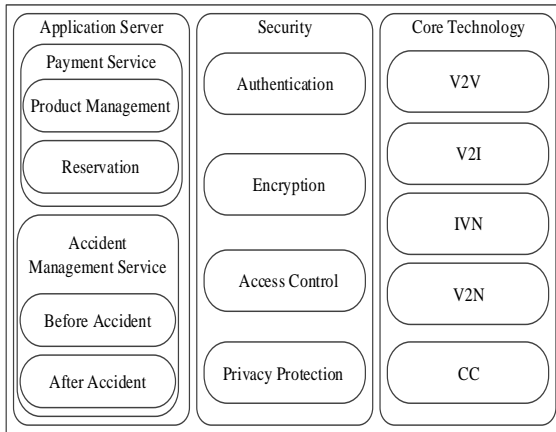 Application Server
Payment Service
Product Management
Reservation
Accident
Management Service
Before Accident
After Accident
Security
Authentication
Encryption
Access Control
Privacy Protection
Core Technology
V2V
V2I
IVN
V2N
CC